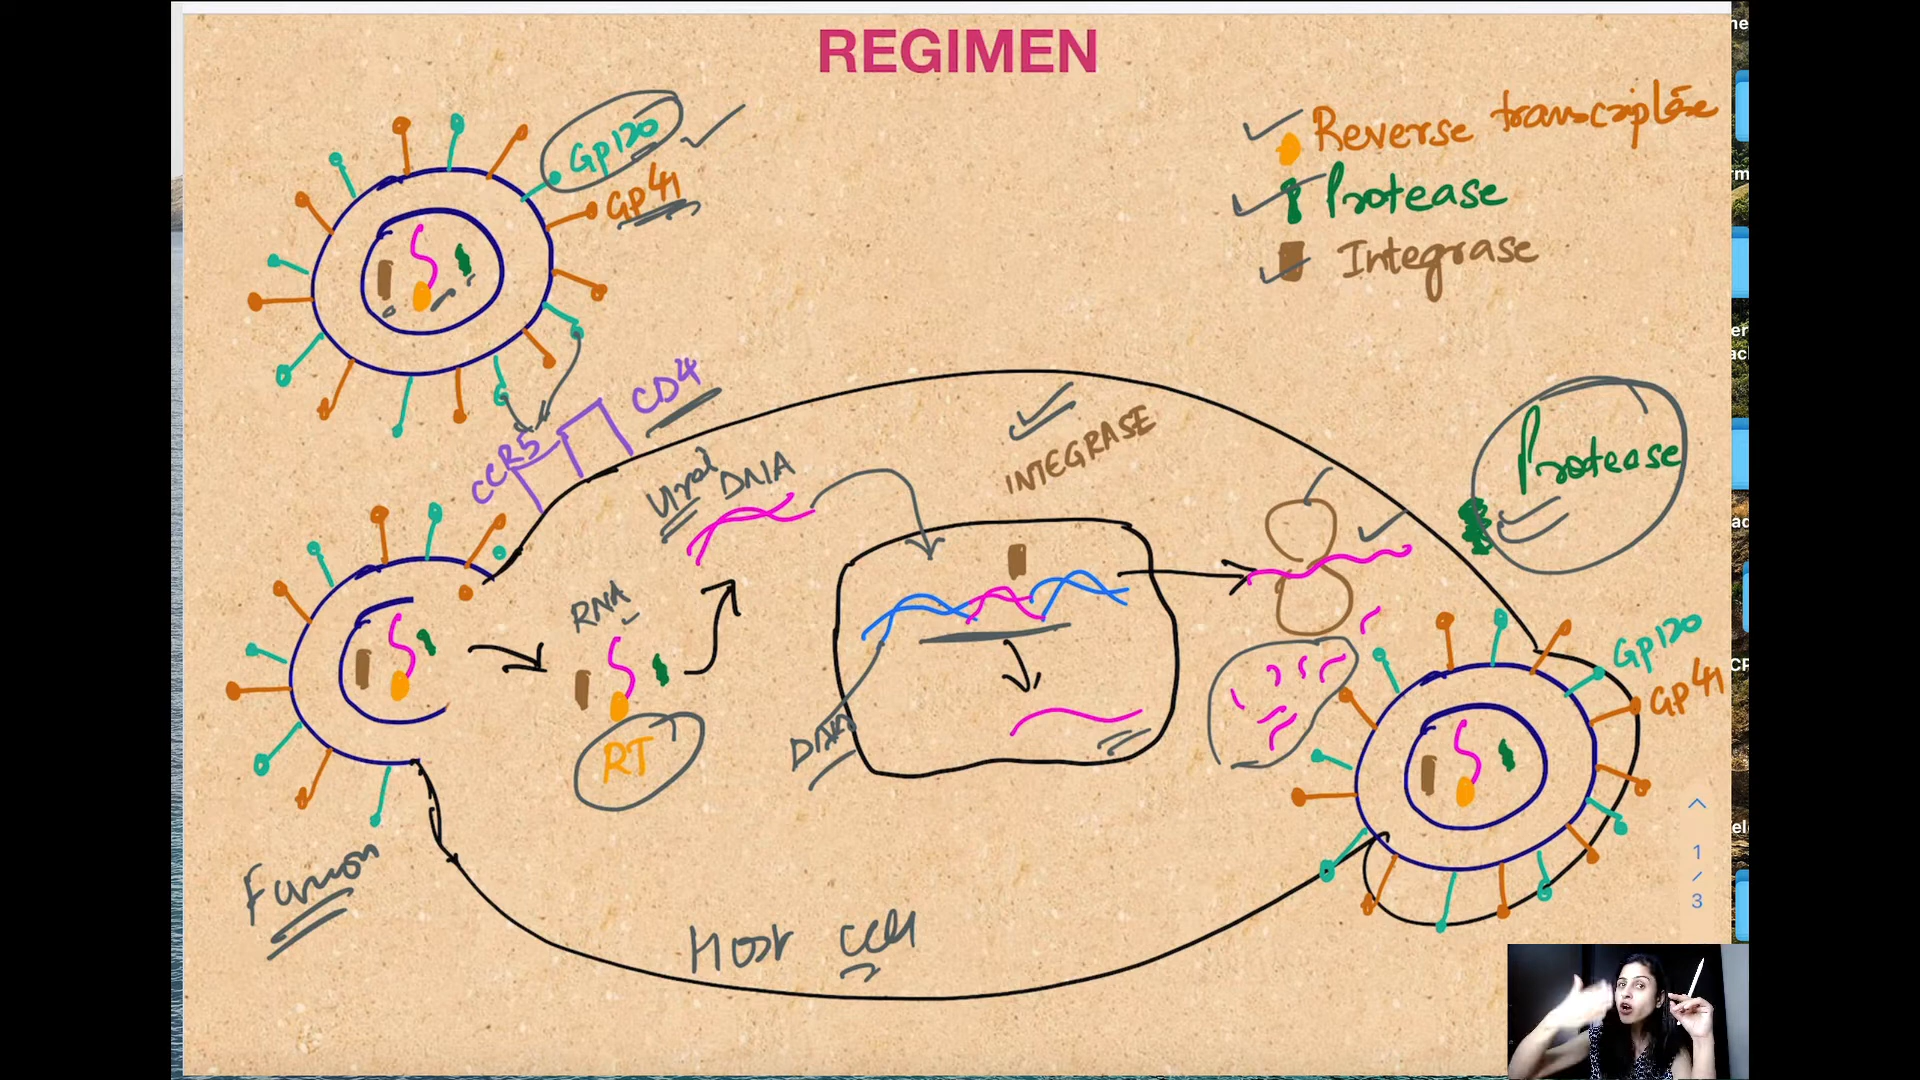 REGIMEN
Gp120
GP41
Reverse transcriptase
Protease
Integrase
CD4
CCR5
Viral DNA
INTEGRASE
Protease
RNA
RT
DNA
Gp120
GP41
Fusion
Host Cell
1
/
3